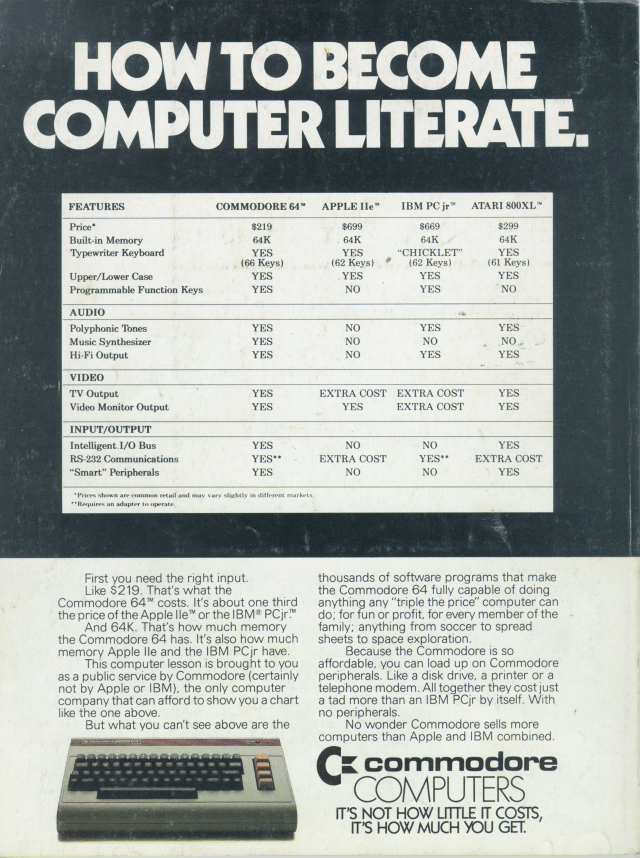 HOW TO BECOME
COMPUTER LITERATE.
FEATURES COMMODORE 64™ APPLE IIe™ IBM PC jr™ ATARI 800XL™
Price* $219 $699 $669 $299
Built-in Memory 64K 64K 64K 64K
Typewriter Keyboard YES YES "CHICKLET" YES
(66 Keys) (62 Keys) (62 Keys) (61 Keys)
Upper/Lower Case YES YES YES YES
Programmable Function Keys YES NO YES NO
AUDIO
Polyphonic Tones YES NO YES YES
Music Synthesizer YES NO NO NO
Hi-Fi Output YES NO YES YES
VIDEO
TV Output YES EXTRA COST EXTRA COST YES
Video Monitor Output YES YES EXTRA COST YES
INPUT/OUTPUT
Intelligent I/O Bus YES NO NO YES
RS-232 Communications YES** EXTRA COST YES** EXTRA COST
"Smart" Peripherals YES NO NO YES
*Prices shown are common retail and may vary slightly in different markets.
**Requires an adapter to operate.
First you need the right input.
Like $219. That's what the
Commodore 64™ costs. It's about one third
the price of the Apple IIe™ or the IBM® PCjr.™
And 64K. That's how much memory
the Commodore 64 has. It's also how much
memory Apple IIe and the IBM PCjr have.
This computer lesson is brought to you
as a public service by Commodore (certainly
not by Apple or IBM), the only computer
company that can afford to show you a chart
like the one above.
But what you can't see above are the
thousands of software programs that make
the Commodore 64 fully capable of doing
anything any "triple the price" computer can
do; for fun or profit, for every member of the
family; anything from soccer to spread
sheets to space exploration.
Because the Commodore is so
affordable, you can load up on Commodore
peripherals. Like a disk drive, a printer or a
telephone modem. All together they cost just
a tad more than an IBM PCjr by itself. With
no peripherals.
No wonder Commodore sells more
computers than Apple and IBM combined.
commodore
COMPUTERS
IT'S NOT HOW LITTLE IT COSTS,
IT'S HOW MUCH YOU GET.